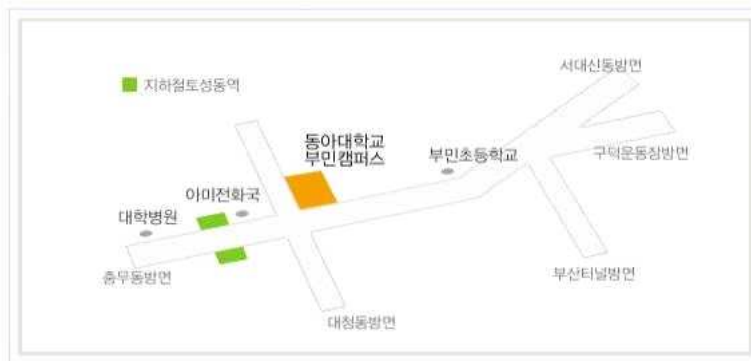 서대신동방면
지하철토성동역
동아대학교
부민캠퍼스
부민초등학교
구덕운동장방면
아미전화국
대학병원
충무동방면
부산터널방면
대청동방면